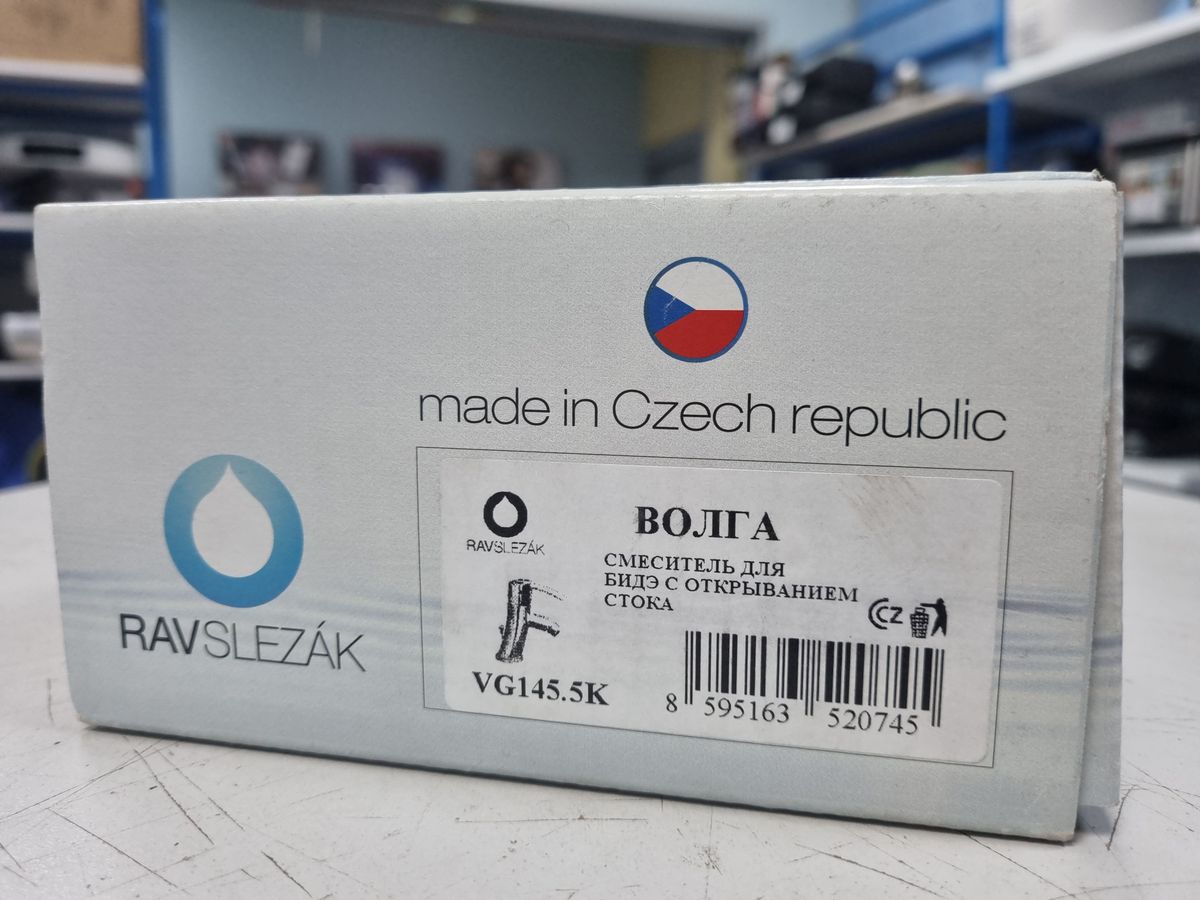 made in Czech republic
RAVSLEZÁK
RAVSLEZÁK
ВОЛГА
СМЕСИТЕЛЬ ДЛЯ
БИДЭ С ОТКРЫВАНИЕМ
СТОКА
CZ
VG145.5K
8 595163 520745